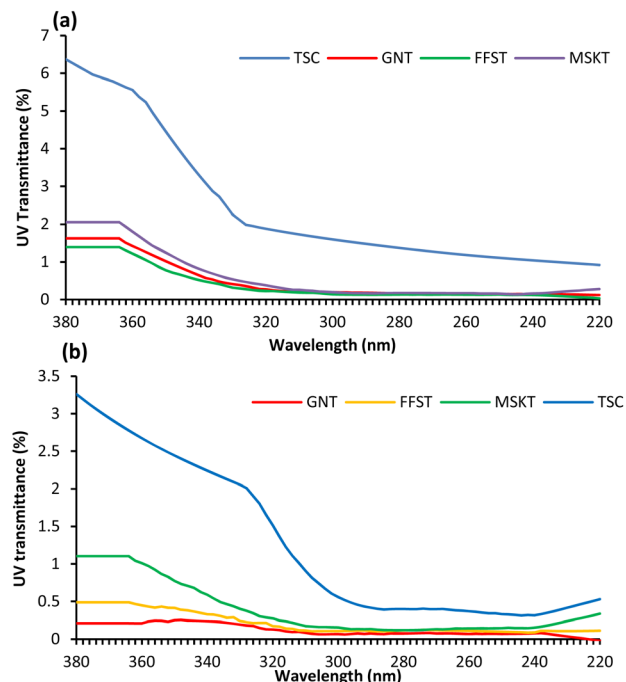 (a)
7
6
5
4
3
2
1
0
UV Transmittance (%)
TSC GNT FFST MSKT
380 360 340 320 300 280 260 240 220
Wavelength (nm)
(b)
3.5
3
2.5
2
1.5
1
0.5
0
UV transmittance (%)
GNT FFST MSKT TSC
380 360 340 320 300 280 260 240 220
Wavelength (nm)